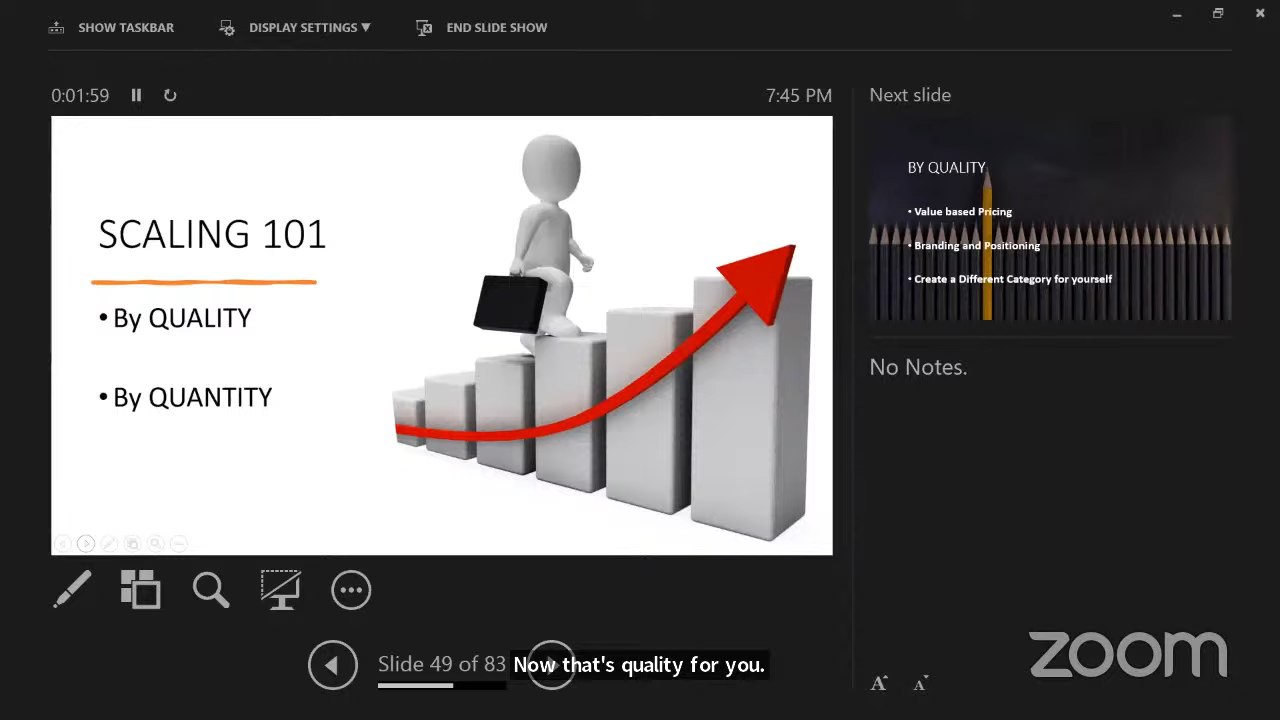 SHOW TASKBAR
DISPLAY SETTINGS ▼
END SLIDE SHOW
0:01:59
7:45 PM
Next slide
SCALING 101
• By QUALITY
• By QUANTITY
BY QUALITY
• Value based Pricing
• Branding and Positioning
• Create a Different Category for yourself
No Notes.
Slide 49 of 83
Now that's quality for you.
zoom
A A